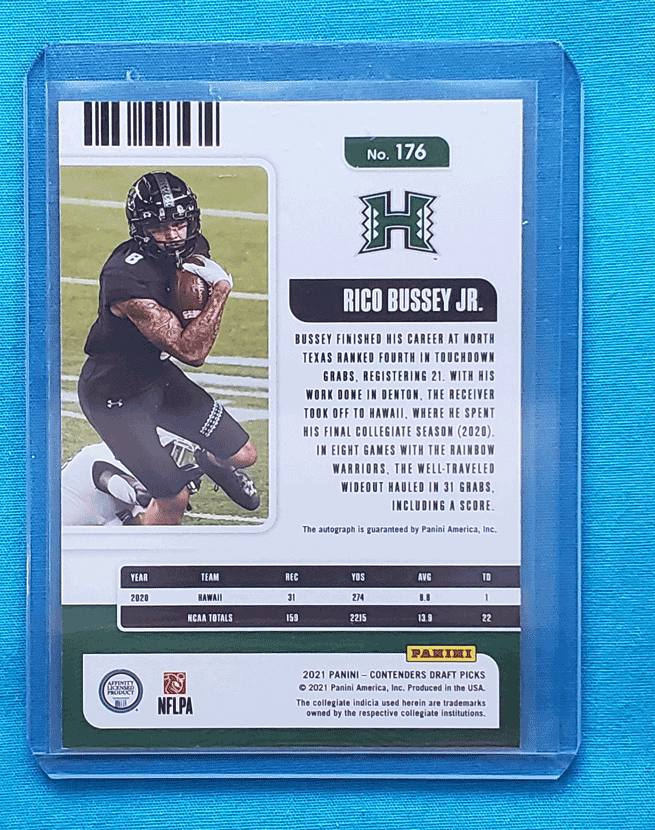 No. 176
H
8
RICO BUSSEY JR.
BUSSEY FINISHED HIS CAREER AT NORTH
TEXAS RANKED FOURTH IN TOUCHDOWN
GRABS, REGISTERING 21. WITH HIS
WORK DONE IN DENTON, THE RECEIVER
TOOK OFF TO HAWAII, WHERE HE SPENT
HIS FINAL COLLEGIATE SEASON (2020).
IN EIGHT GAMES WITH THE RAINBOW
WARRIORS, THE WELL-TRAVELED
WIDEOUT HAULED IN 31 GRABS,
INCLUDING A SCORE.
The autograph is guaranteed by Panini America, Inc.
YEAR TEAM REC YDS AVG TD
2020 HAWAII 31 274 8.8 1
NCAA TOTALS 159 2215 13.9 22
PANINI
AFFINITY
LICENSED
PRODUCT
NFLPA
2021 PANINI – CONTENDERS DRAFT PICKS
© 2021 Panini America, Inc. Produced in the USA.
The collegiate indicia used herein are trademarks
owned by the respective collegiate institutions.